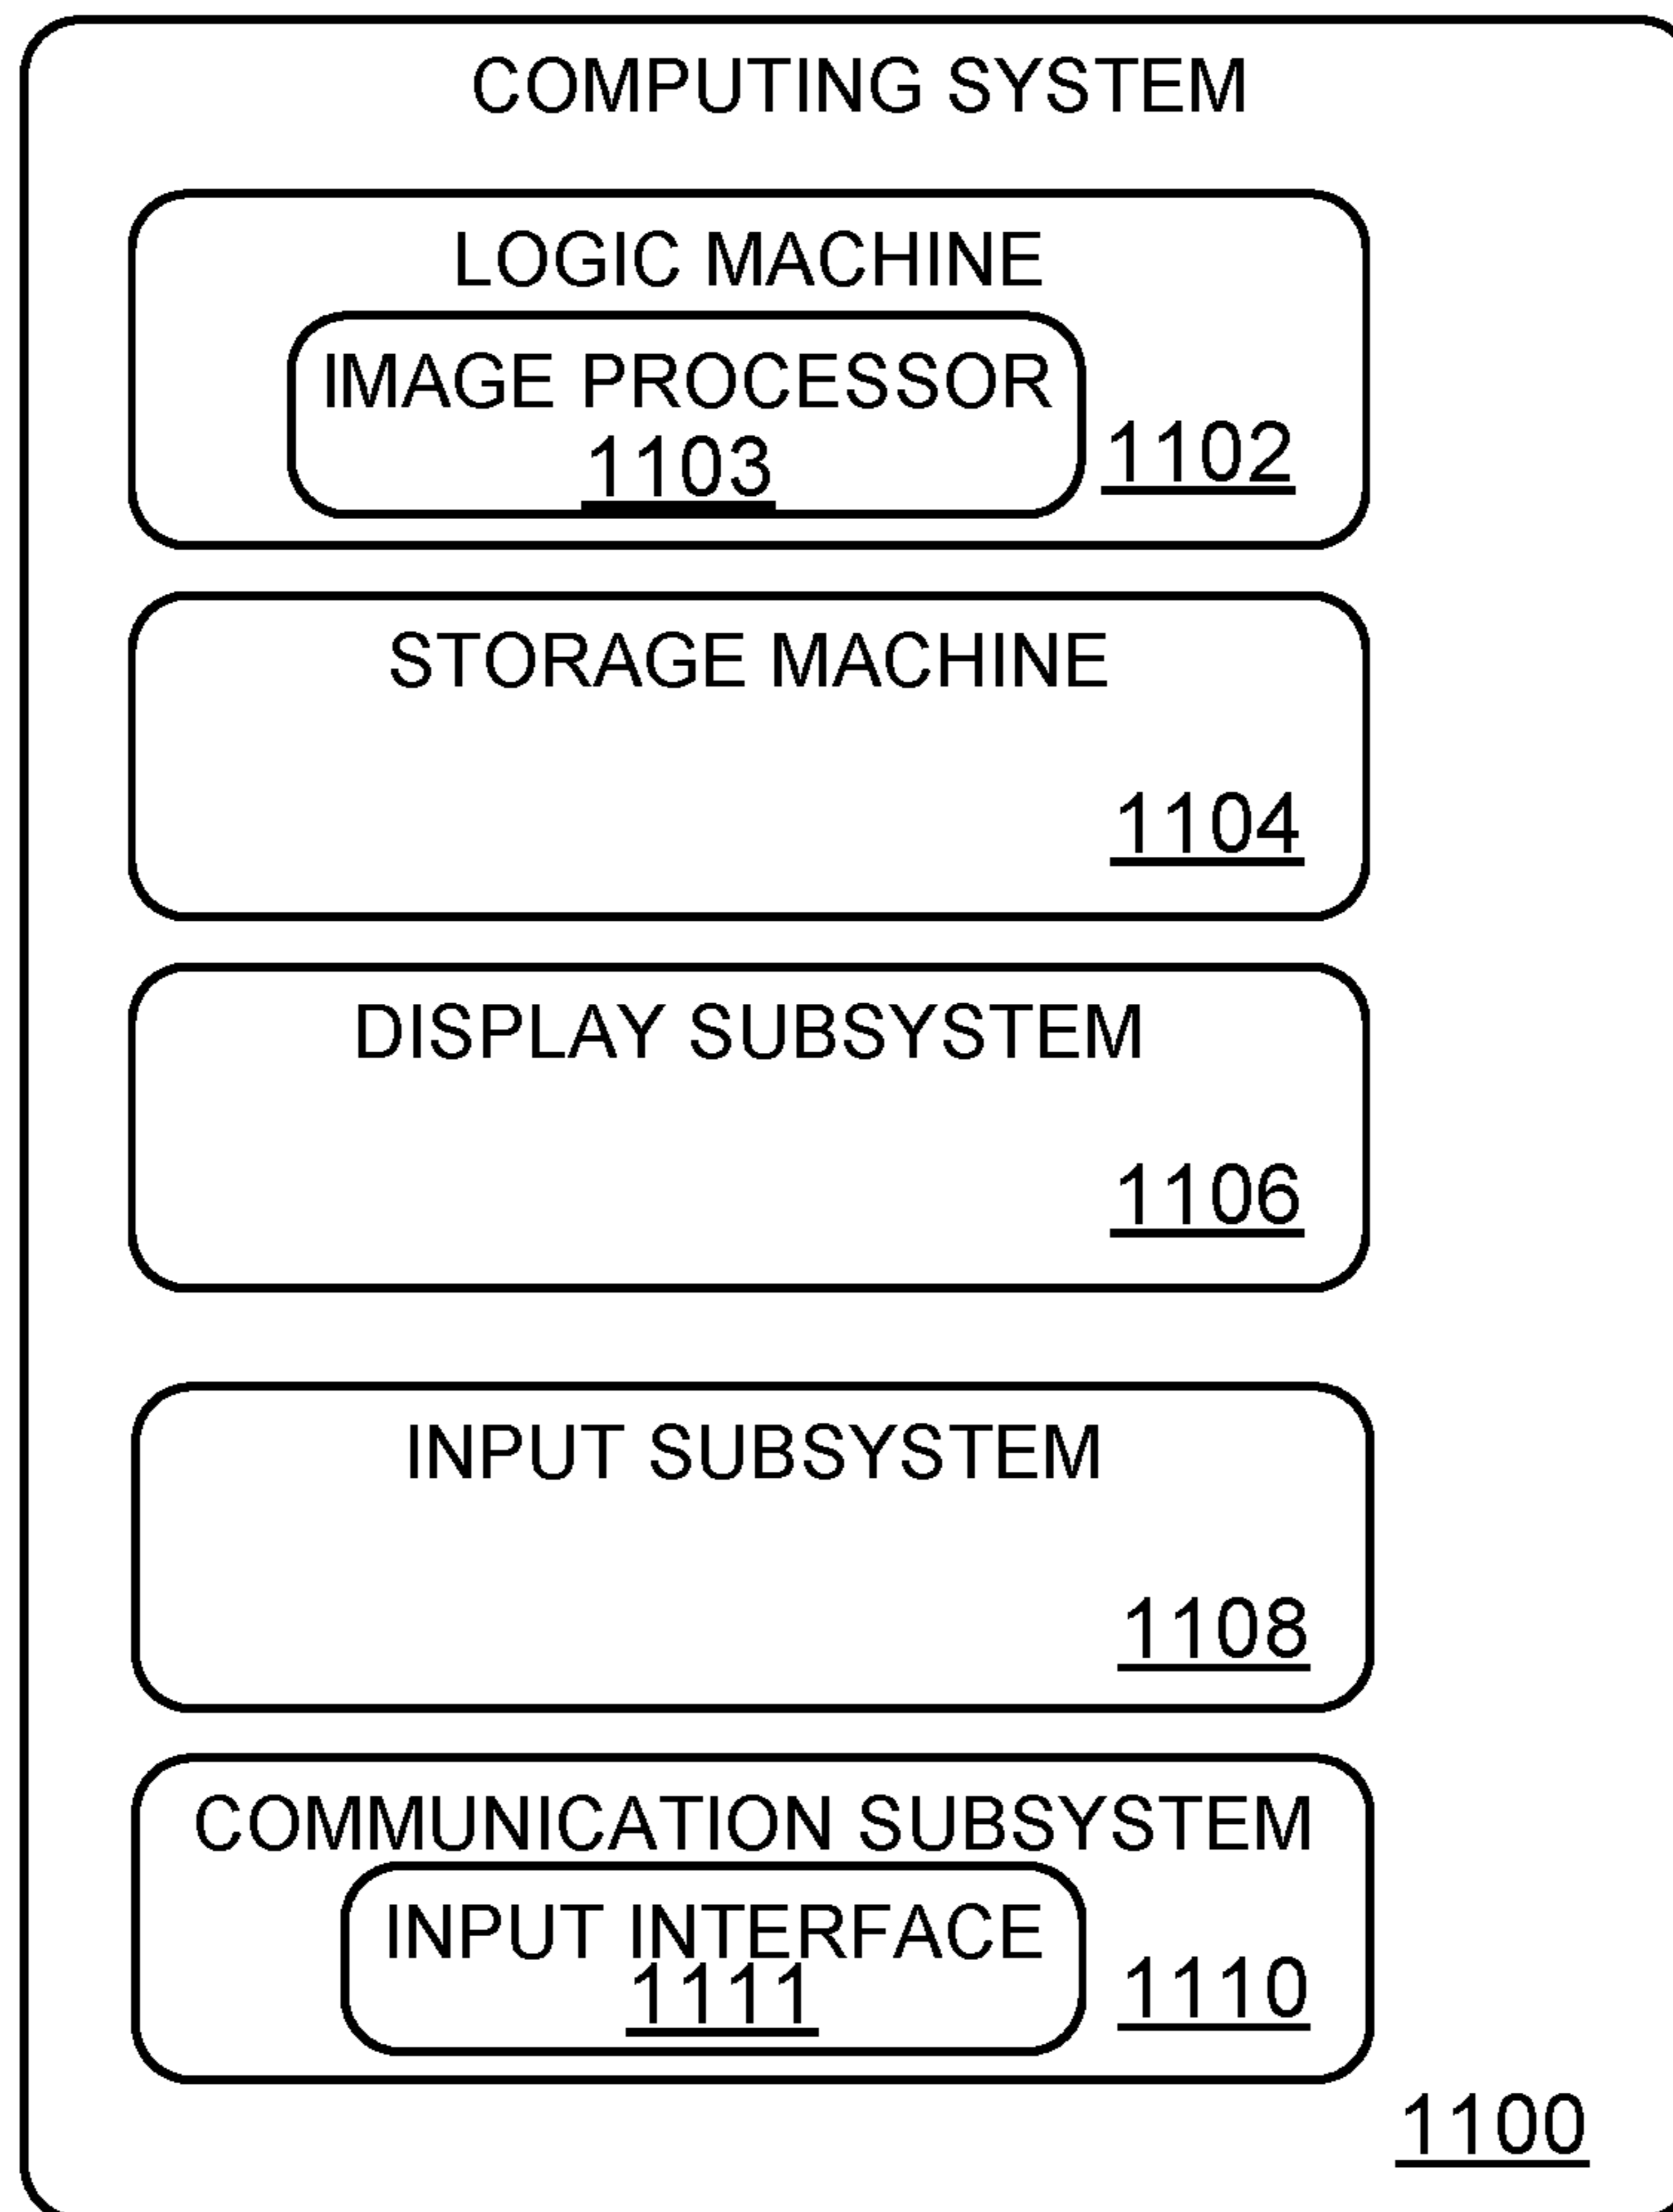 COMPUTING SYSTEM
LOGIC MACHINE
IMAGE PROCESSOR
1103
1102
STORAGE MACHINE
1104
DISPLAY SUBSYSTEM
1106
INPUT SUBSYSTEM
1108
COMMUNICATION SUBSYSTEM
INPUT INTERFACE
1111
1110
1100